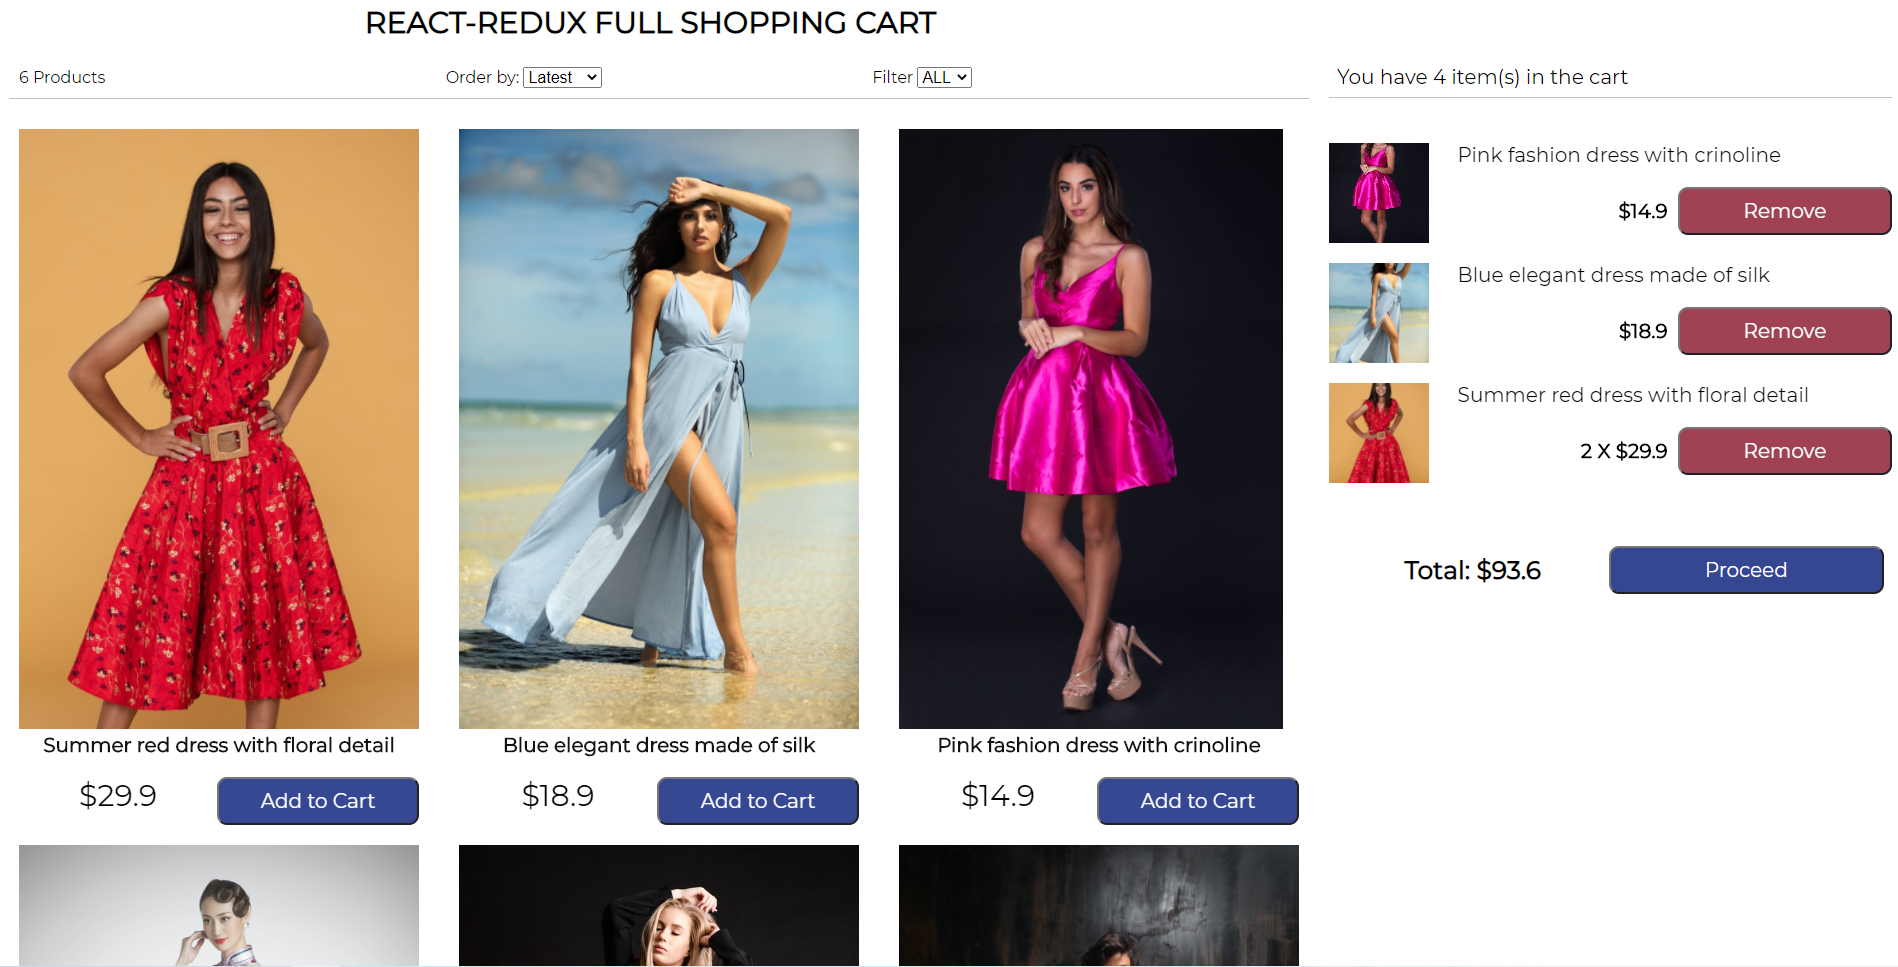 REACT-REDUX FULL SHOPPING CART
6 Products
Order by: Latest
Filter ALL
You have 4 item(s) in the cart
Pink fashion dress with crinoline
$14.9 Remove
Blue elegant dress made of silk
$18.9 Remove
Summer red dress with floral detail
2 X $29.9 Remove
Total: $93.6 Proceed
Summer red dress with floral detail
$29.9 Add to Cart
Blue elegant dress made of silk
$18.9 Add to Cart
Pink fashion dress with crinoline
$14.9 Add to Cart